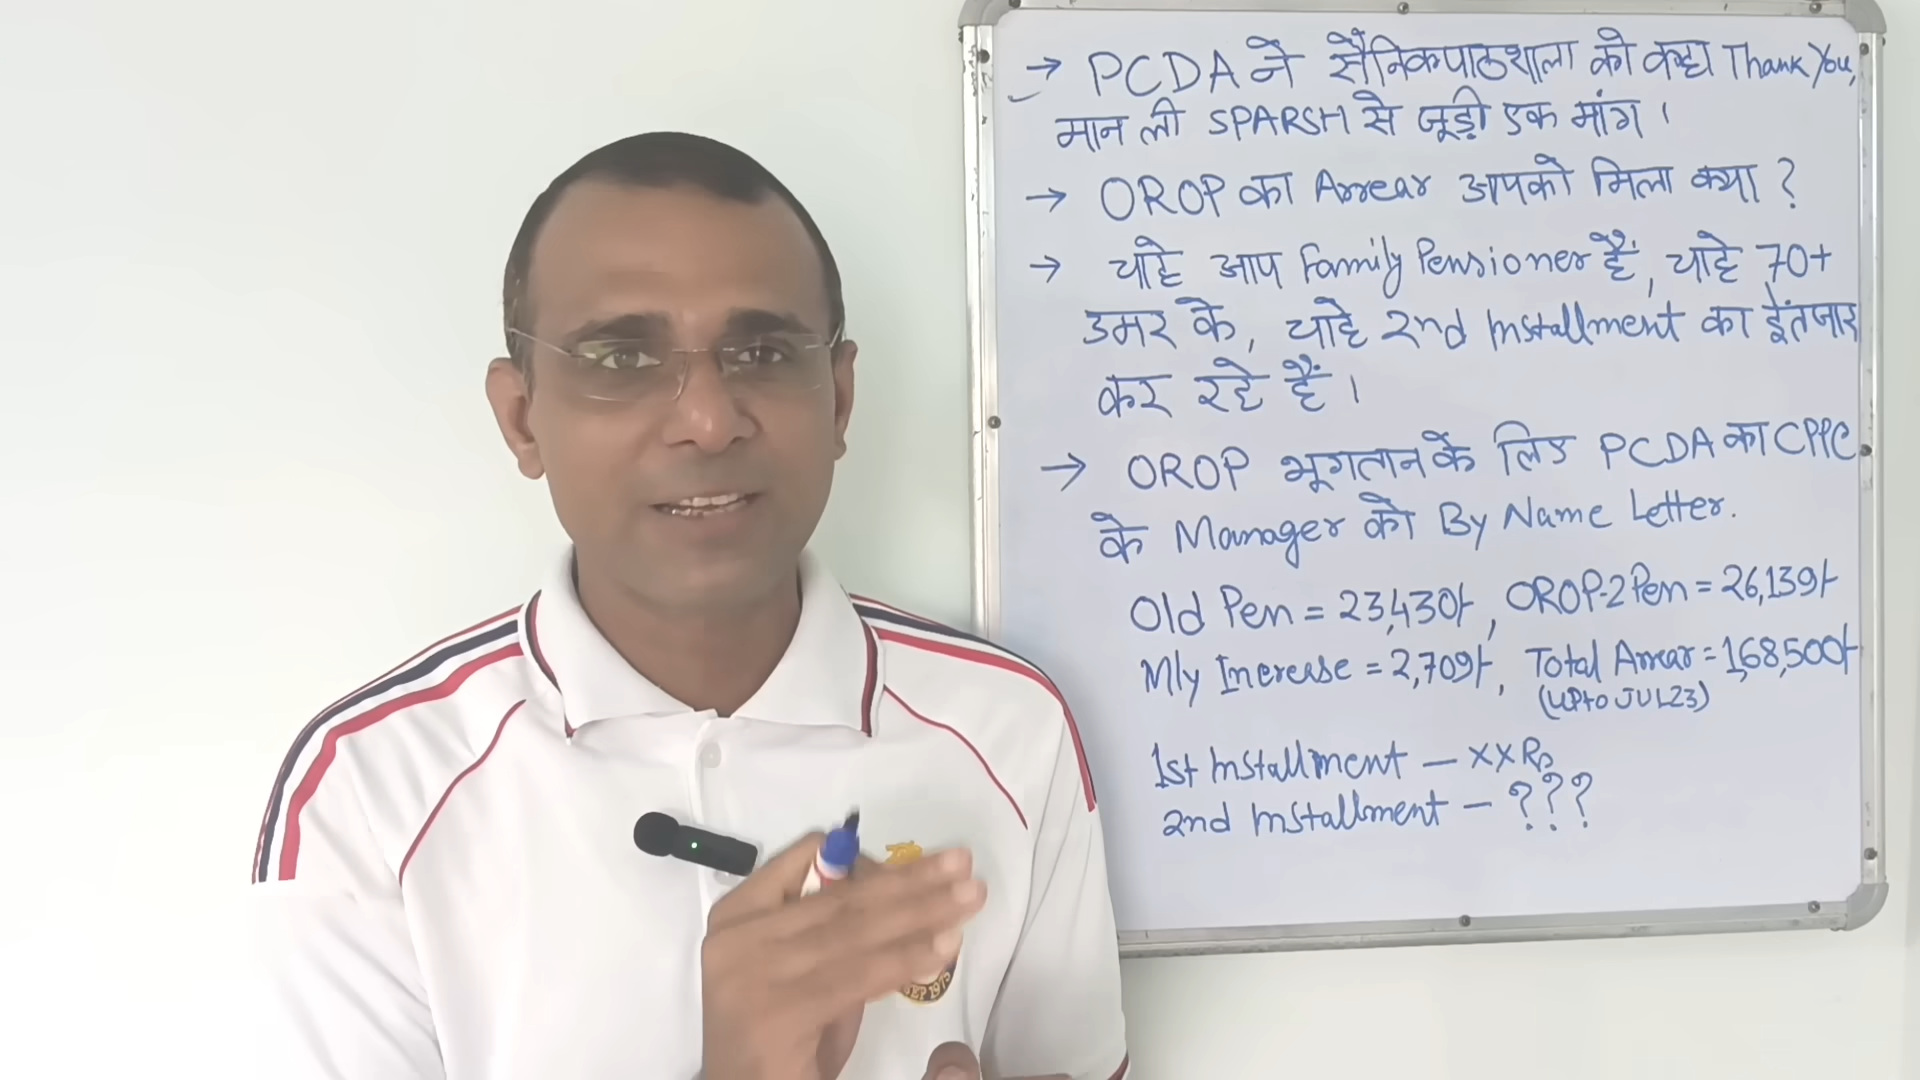 → PCDA ने सैनिकपाठशाला को कहा Thank You,
मान ली SPARSH से जूड़ी एक मांग ।
→ OROP का Arrear आपको मिला क्या ?
→ चाहे आप Family Pensioner हैं, चाहे 70+
उमर के, चाहे 2nd Installment का इंतजार
कर रहे हैं ।
→ OROP भूगतान के लिए PCDA का CPPC
के Manager को By Name Letter.
Old Pen = 23,430/-, OROP-2 Pen = 26,139/-
Mly Increase = 2,709/-, Total Arrear = 1,68,500/-
(UPto JUL23)
1st Installment — XX Rs
2nd Installment — ???
SEP 1975